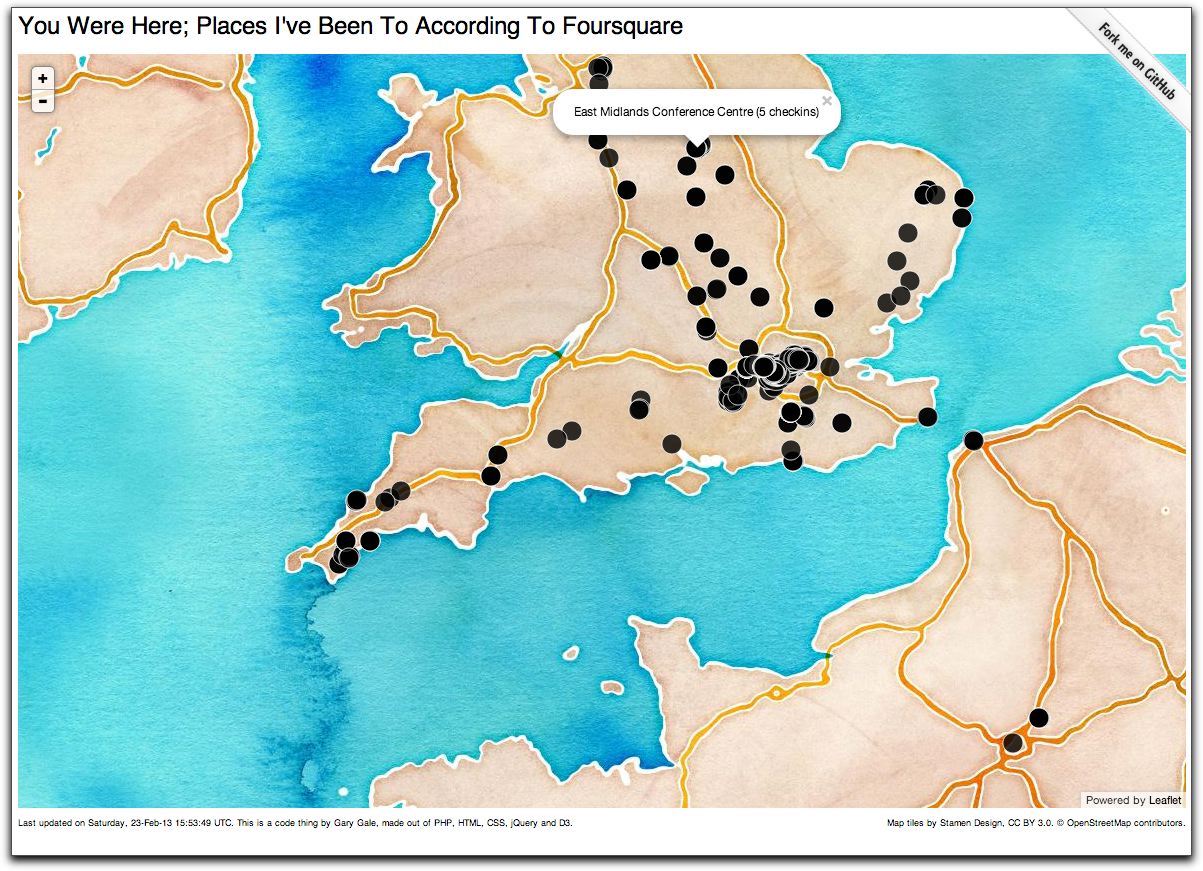 You Were Here; Places I've Been To According To Foursquare
Fork me on GitHub
+
-
East Midlands Conference Centre (5 checkins)
×
Powered by Leaflet
Last updated on Saturday, 23-Feb-13 15:53:49 UTC. This is a code thing by Gary Gale, made out of PHP, HTML, CSS, jQuery and D3.
Map tiles by Stamen Design, CC BY 3.0. © OpenStreetMap contributors.